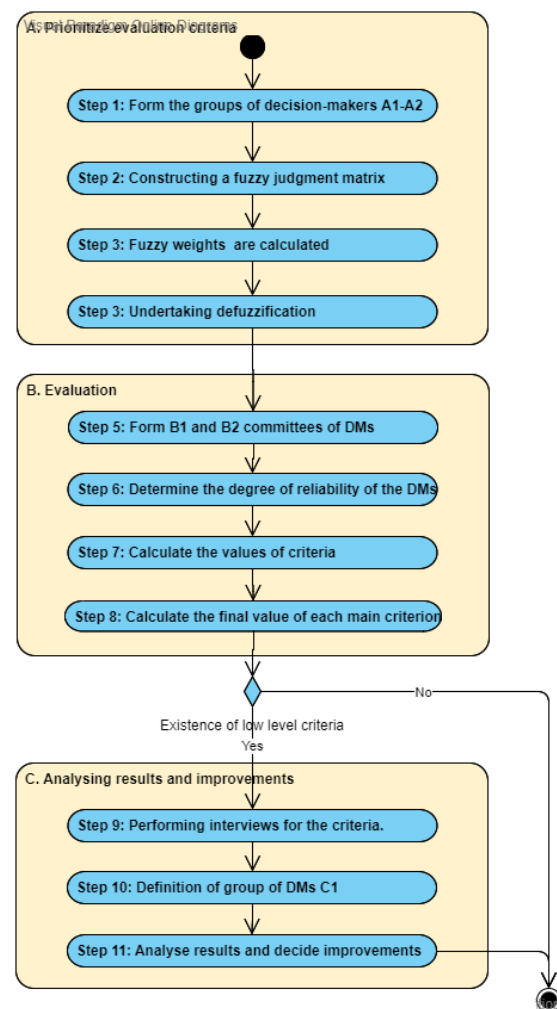 Visual Paradigm Online Diagrams
A. Prioritize evaluation criteria
Step 1: Form the groups of decision-makers A1-A2
Step 2: Constructing a fuzzy judgment matrix
Step 3: Fuzzy weights are calculated
Step 3: Undertaking defuzzification
B. Evaluation
Step 5: Form B1 and B2 committees of DMs
Step 6: Determine the degree of reliability of the DMs
Step 7: Calculate the values of criteria
Step 8: Calculate the final value of each main criterion
No
Existence of low level criteria
Yes
C. Analysing results and improvements
Step 9: Performing interviews for the criteria.
Step 10: Definition of group of DMs C1
Step 11: Analyse results and decide improvements